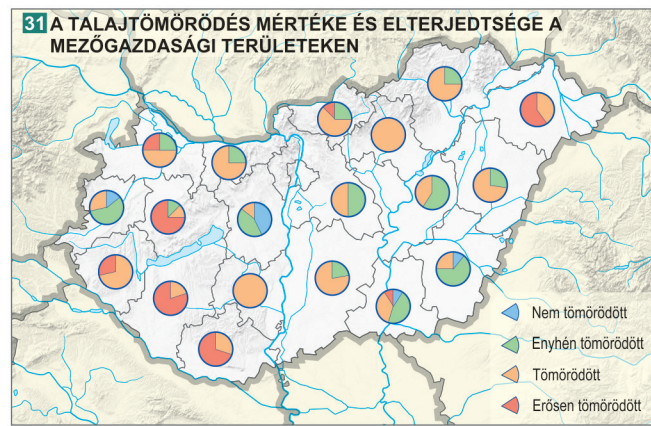 31 A TALAJTÖMÖRÖDÉS MÉRTÉKE ÉS ELTERJEDTSÉGE A
MEZŐGAZDASÁGI TERÜLETEKEN
Nem tömörödött
Enyhén tömörödött
Tömörödött
Erősen tömörödött